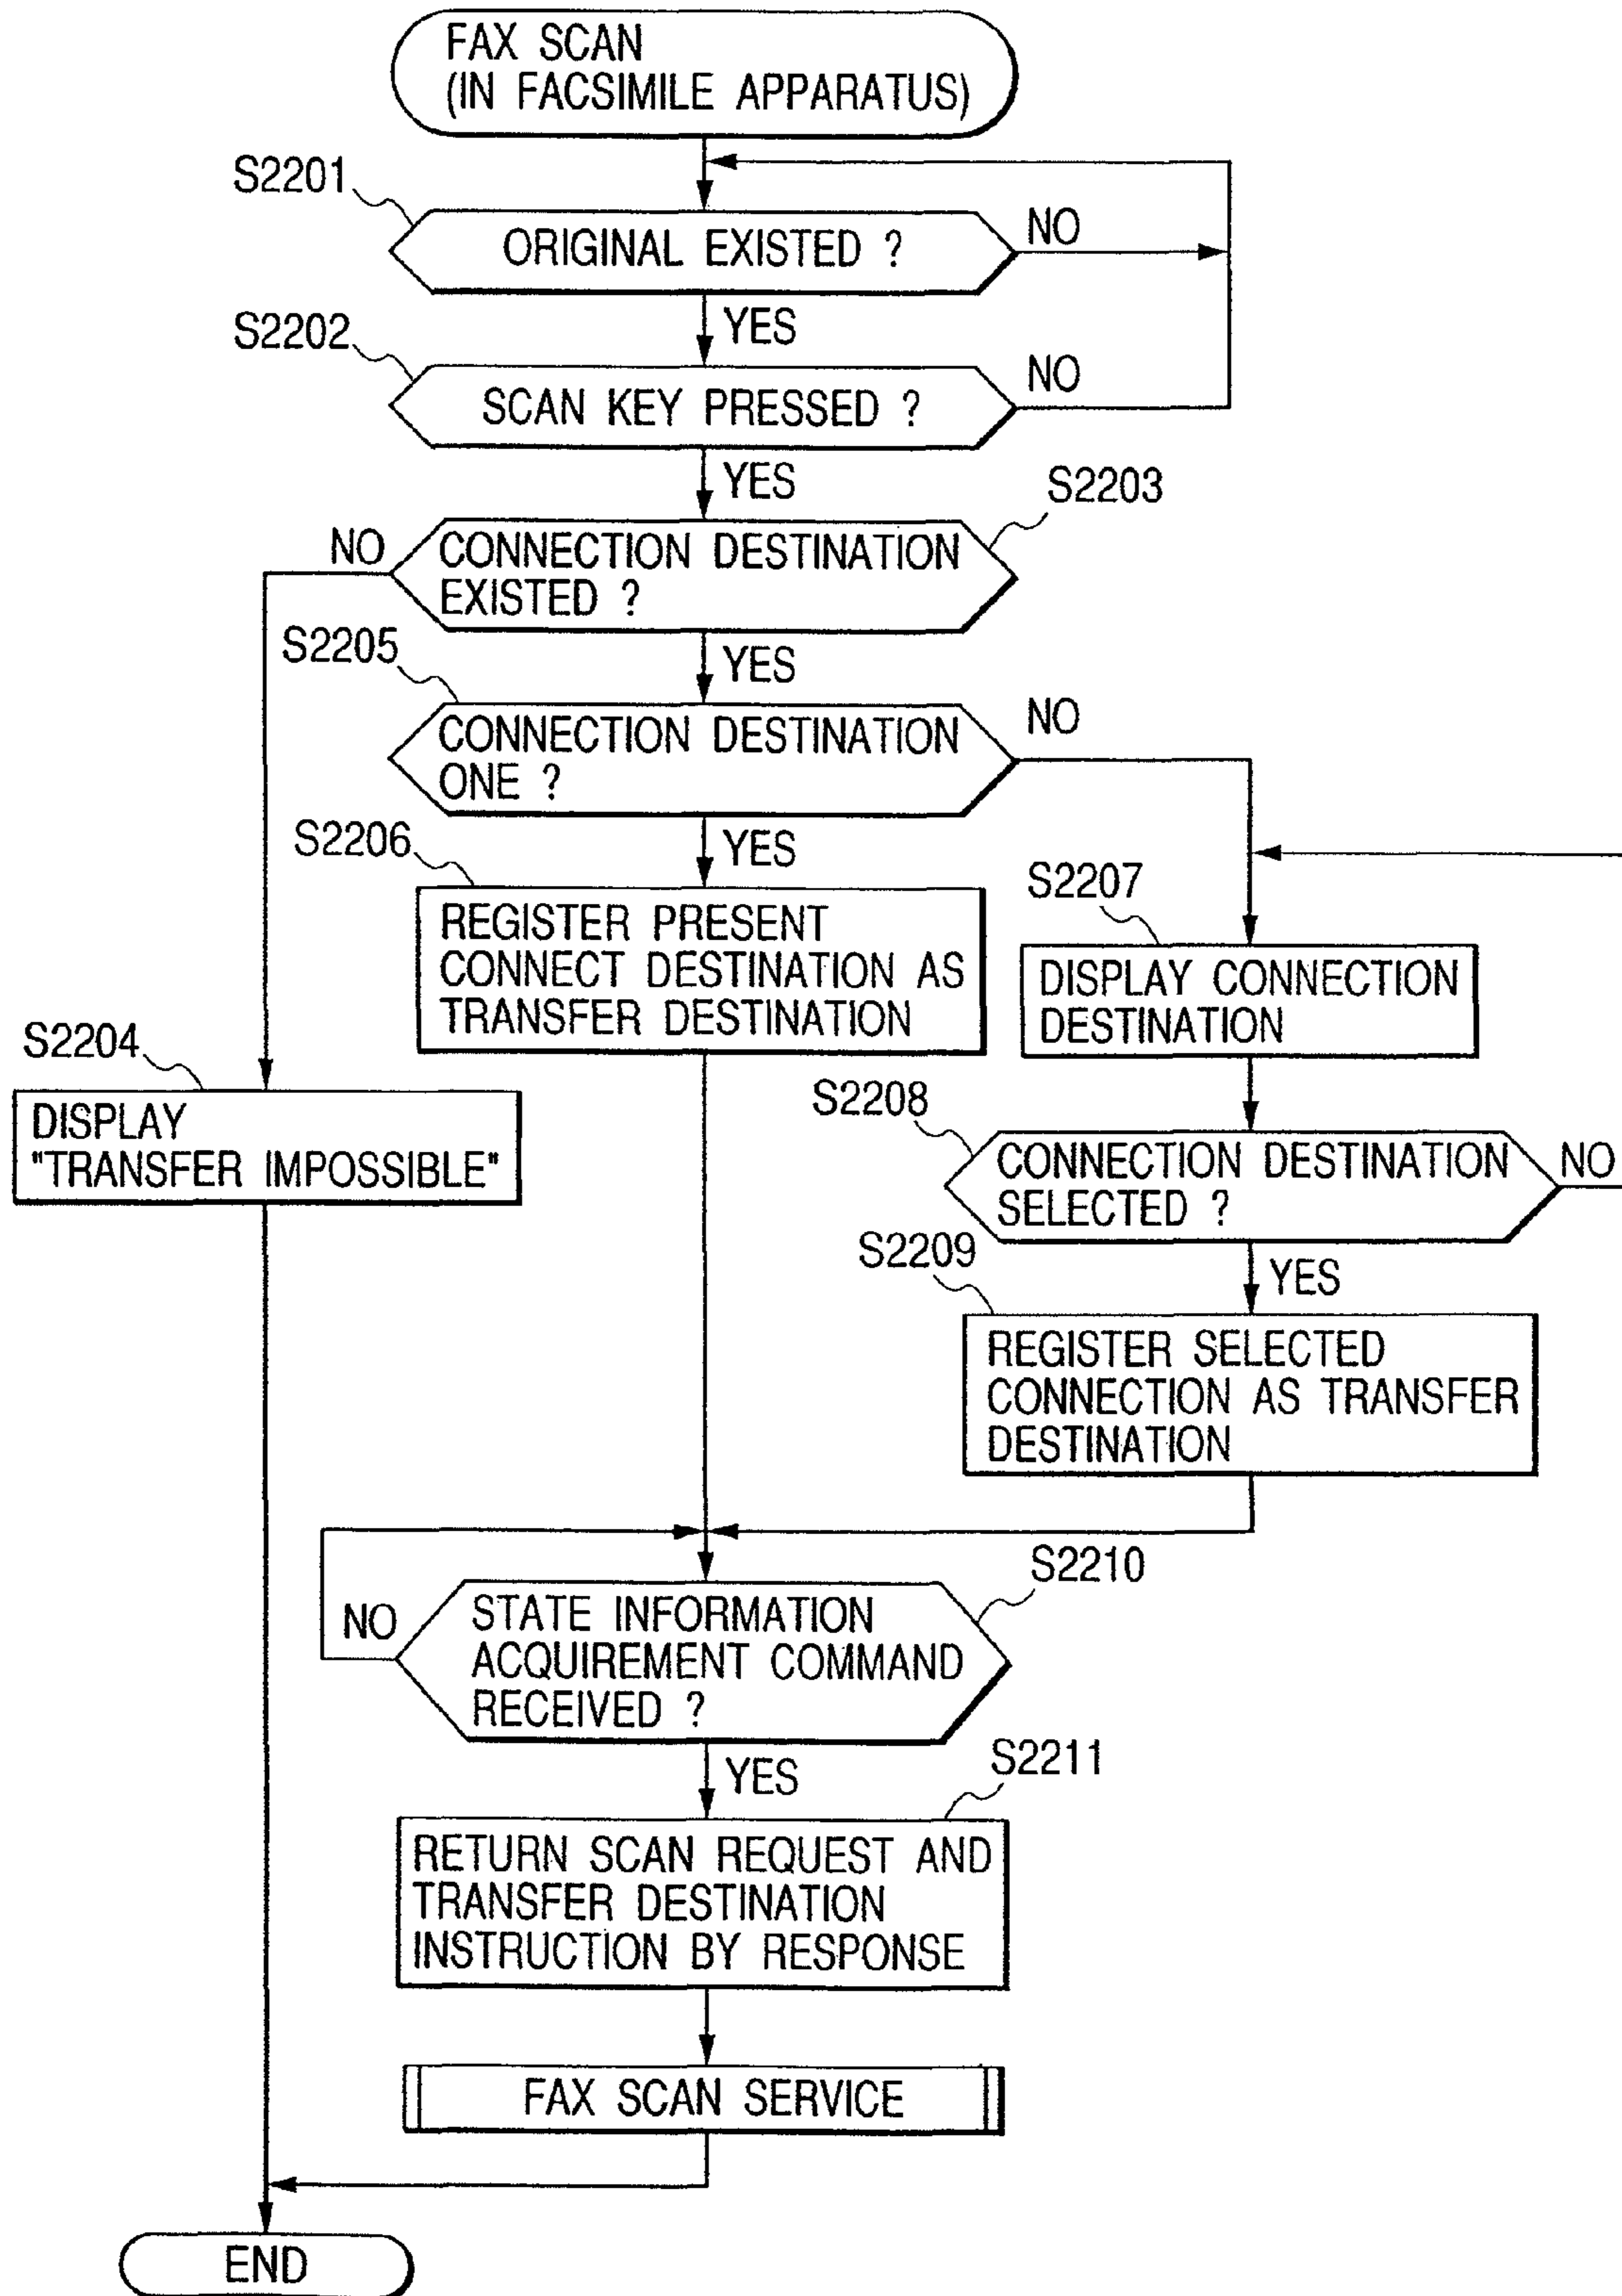 FAX SCAN
(IN FACSIMILE APPARATUS)
S2201
ORIGINAL EXISTED ?
NO
YES
S2202
SCAN KEY PRESSED ?
NO
YES
S2203
NO
CONNECTION DESTINATION
EXISTED ?
YES
S2205
CONNECTION DESTINATION
ONE ?
NO
YES
S2206
REGISTER PRESENT
CONNECT DESTINATION AS
TRANSFER DESTINATION
S2207
DISPLAY CONNECTION
DESTINATION
S2204
DISPLAY
"TRANSFER IMPOSSIBLE"
S2208
CONNECTION DESTINATION
SELECTED ?
NO
YES
S2209
REGISTER SELECTED
CONNECTION AS TRANSFER
DESTINATION
S2210
NO
STATE INFORMATION
ACQUIREMENT COMMAND
RECEIVED ?
YES
S2211
RETURN SCAN REQUEST AND
TRANSFER DESTINATION
INSTRUCTION BY RESPONSE
FAX SCAN SERVICE
END